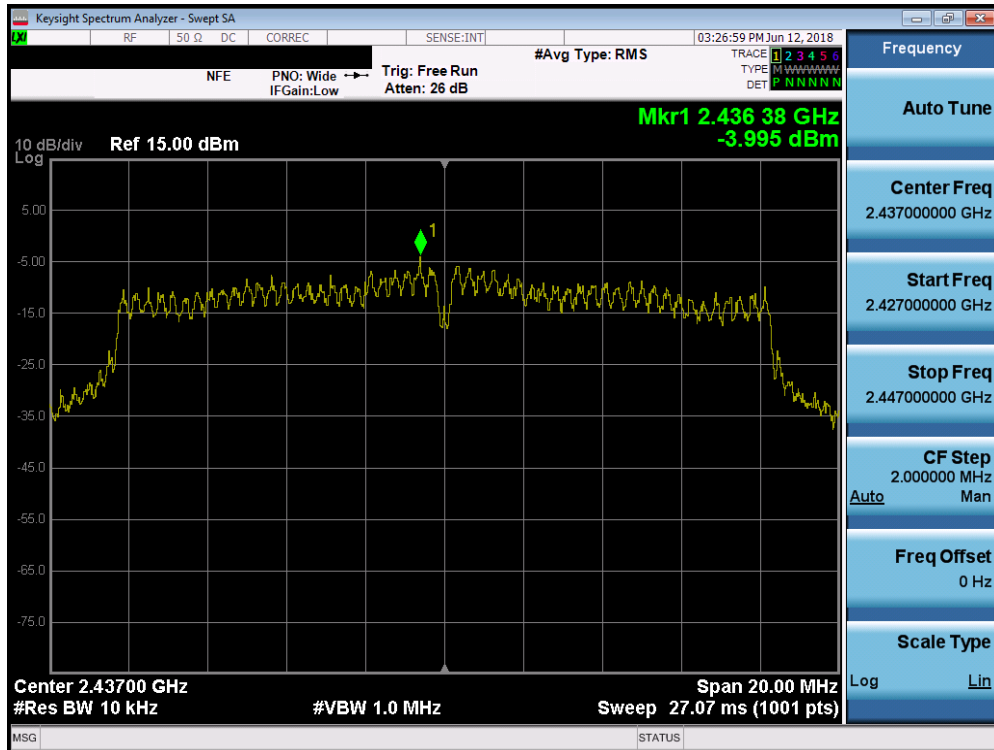 Keysight Spectrum Analyzer - Swept SA
LXI RF 50 Ω DC CORREC SENSE:INT 03:26:59 PM Jun 12, 2018
#Avg Type: RMS TRACE 1 2 3 4 5 6
NFE PNO: Wide Trig: Free Run TYPE M W W W W W
IFGain:Low Atten: 26 dB DET P N N N N N
Mkr1 2.436 38 GHz
-3.995 dBm
10 dB/div Ref 15.00 dBm
Log
1
5.00
-5.00
-15.0
-25.0
-35.0
-45.0
-55.0
-65.0
-75.0
Center 2.43700 GHz Span 20.00 MHz
#Res BW 10 kHz #VBW 1.0 MHz Sweep 27.07 ms (1001 pts)
MSG STATUS
Frequency
Auto Tune
Center Freq
2.437000000 GHz
Start Freq
2.427000000 GHz
Stop Freq
2.447000000 GHz
CF Step
2.000000 MHz
Auto Man
Freq Offset
0 Hz
Scale Type
Log Lin